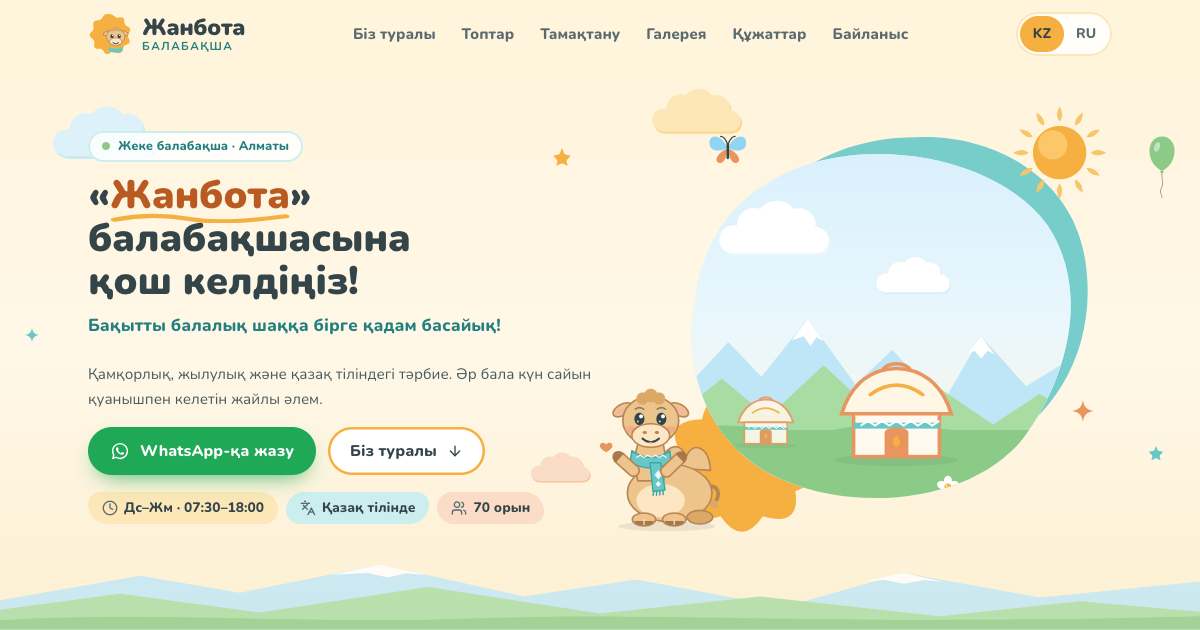 Жанбота
БАЛАБАҚША
Біз туралы Топтар Тамақтану Галерея Құжаттар Байланыс
KZ RU
Жеке балабақша · Алматы
«Жанбота»
балабақшасына
қош келдіңіз!
Бақытты балалық шаққа бірге қадам басайық!
Қамқорлық, жылулық және қазақ тіліндегі тәрбие. Әр бала күн сайын
қуанышпен келетін жайлы әлем.
WhatsApp-қа жазу
Біз туралы ↓
Дс–Жм · 07:30–18:00
Қазақ тілінде
70 орын